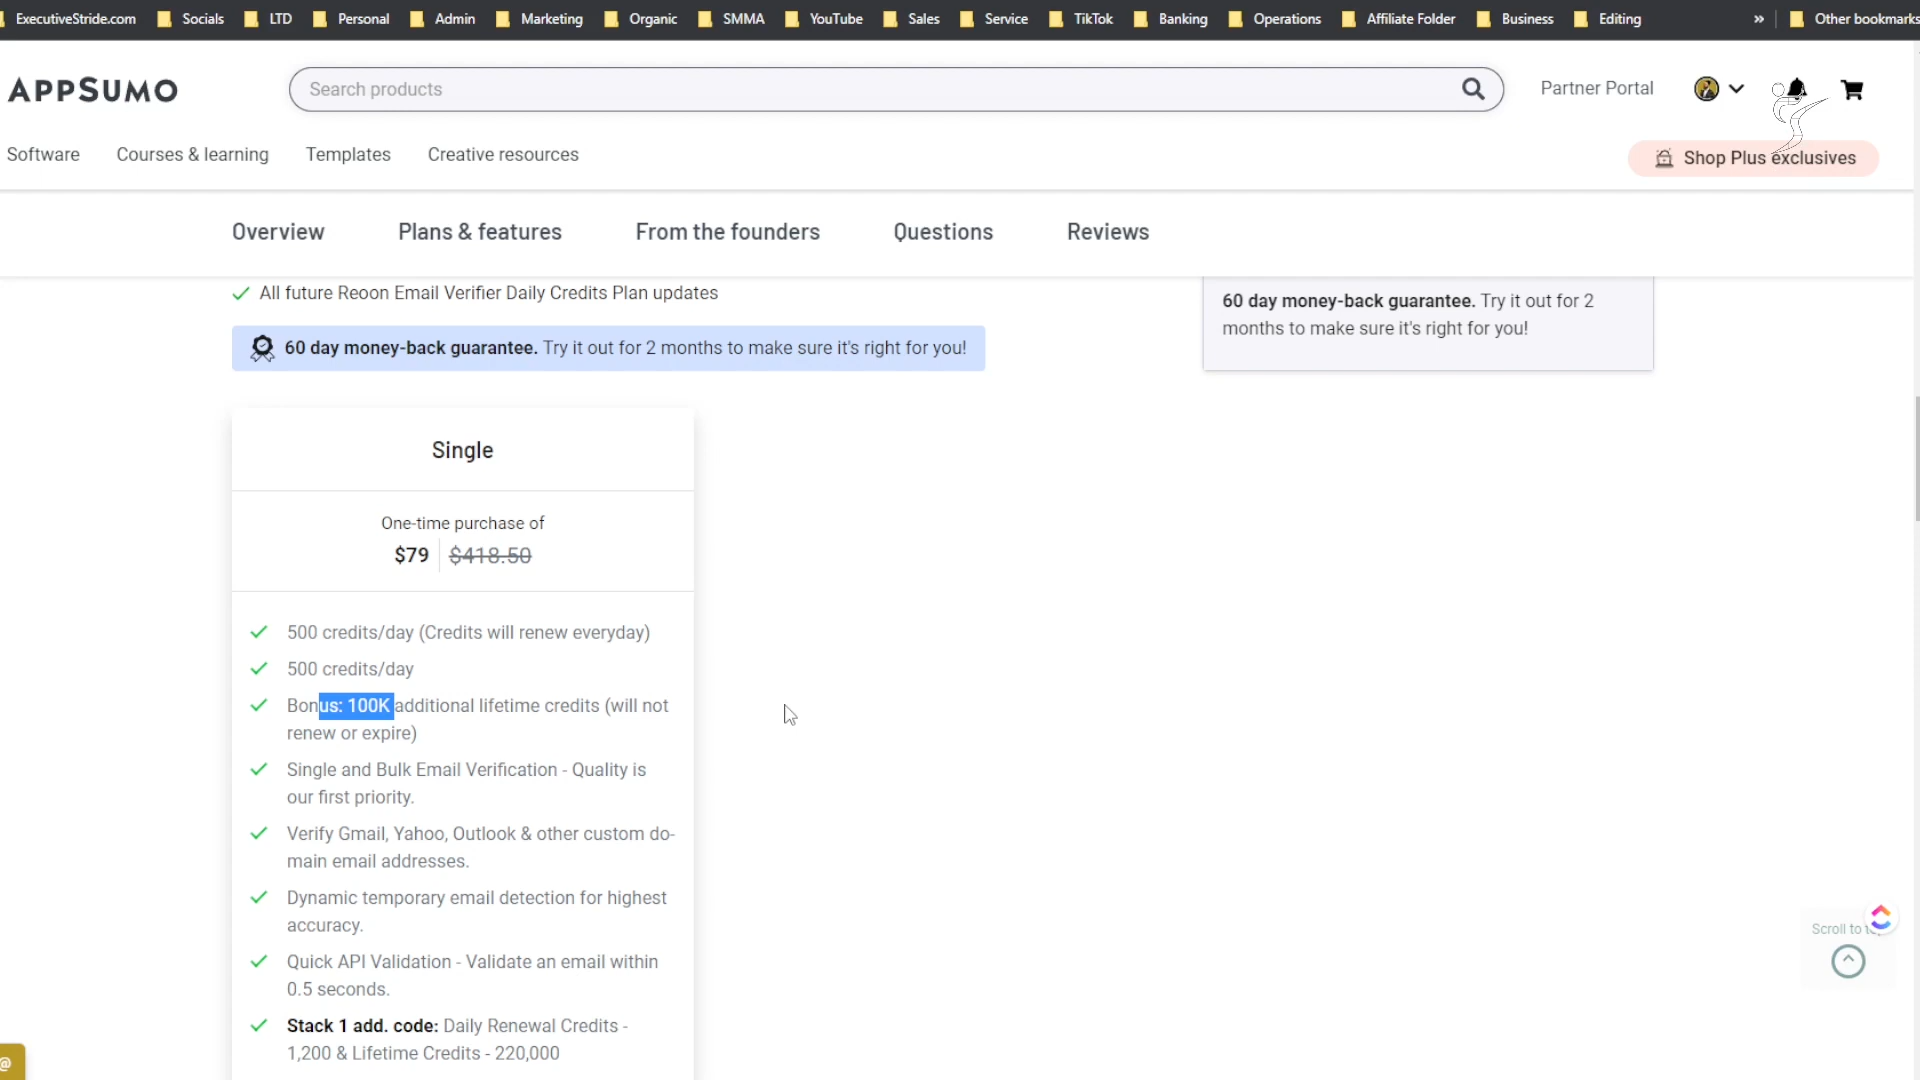 ExecutiveStride.com Socials LTD Personal Admin Marketing Organic SMMA YouTube Sales Service TikTok Banking Operations Affiliate Folder Business Editing » Other bookmarks
APPSUMO Search products Partner Portal
Software Courses & learning Templates Creative resources Shop Plus exclusives
Overview Plans & features From the founders Questions Reviews
All future Reoon Email Verifier Daily Credits Plan updates
60 day money-back guarantee. Try it out for 2 months to make sure it's right for you!
60 day money-back guarantee. Try it out for 2
months to make sure it's right for you!
Single
One-time purchase of
$79 $418.50
500 credits/day (Credits will renew everyday)
500 credits/day
Bonus: 100K additional lifetime credits (will not
renew or expire)
Single and Bulk Email Verification - Quality is
our first priority.
Verify Gmail, Yahoo, Outlook & other custom do-
main email addresses.
Dynamic temporary email detection for highest
accuracy.
Quick API Validation - Validate an email within
0.5 seconds.
Stack 1 add. code: Daily Renewal Credits -
1,200 & Lifetime Credits - 220,000
Scroll to
@